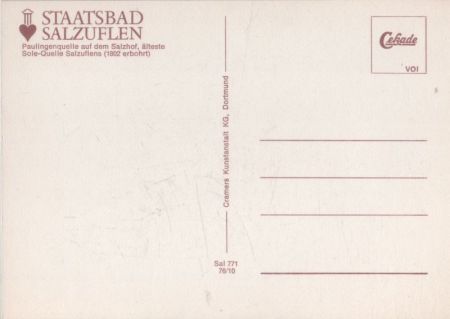 STAATSBAD
SALZUFLEN
Paulingenquelle auf dem Salzhof, älteste
Sole-Quelle Salzuflens (1802 erbohrt)
Cekade
VOI
Cramers Kunstanstalt KG, Dortmund
Sal 771
76/10